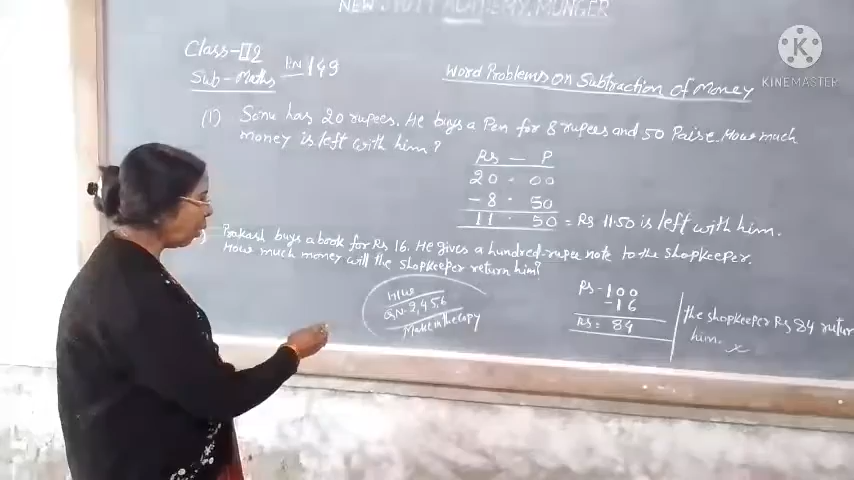 NEW JYOTI ACADEMY, MUNGER
Class-III 2
Sub-Maths
P.N 149
Word Problems on Subtraction of Money
(1) Sonu has 20 rupees. He buys a Pen for 8 rupees and 50 Paise. How much
money is left with him?
Rs — P
20 . 00
-8 . 50
11 . 50 = Rs 11.50 is left with him.
Prakash buys a book for Rs 16. He gives a hundred-rupee note to the shopkeeper.
How much money will the shopkeeper return him?
H/W
Q.N- 3,4,5,6
Make in the copy
Rs - 100
-16
Rs = 84
the shopkeeper Rs 84 retur
him.
KINEMASTER